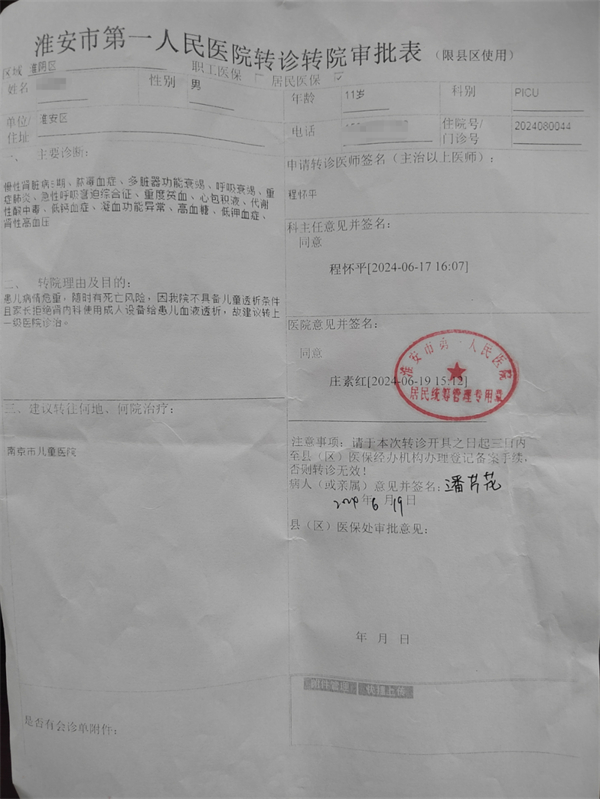 淮安市第一人民医院转诊转院审批表（限县区使用）
区域 淮阴区 职工医保 居民医保 ✓
姓名 性别 男 年龄 11岁 科别 PICU
单位/住址 淮安区 电话 住院号/门诊号 2024080044
一、 主要诊断：
慢性肾脏病5期、脓毒血症、多脏器功能衰竭、呼吸衰竭、重
症肺炎、急性呼吸窘迫综合征、重度贫血、心包积液、代谢
性酸中毒、低钙血症、凝血功能异常、高血糖、低钾血症、
肾性高血压
二、 转院理由及目的：
患儿病情危重，随时有死亡风险，因我院不具备儿童透析条件
且家长拒绝肾内科使用成人设备给患儿血液透析，故建议转上
一级医院诊治。
三、建议转往何地、何院治疗：
南京市儿童医院
是否有会诊单附件：
申请转诊医师签名（主治以上医师）：
程怀平
科主任意见并签名：
同意
程怀平[2024-06-17 16:07]
医院意见并签名：
同意
庄素红[2024-06-19 15:12]
淮安市第一人民医院
居民统筹管理专用章
注意事项：请于本次转诊开具之日起三日内
至县（区）医保经办机构办理登记备案手续，
否则转诊无效！
病人（或亲属）意见并签名：潘芹花
年6月19日
县（区）医保处审批意见：
年 月 日
附件管理 快捷上传